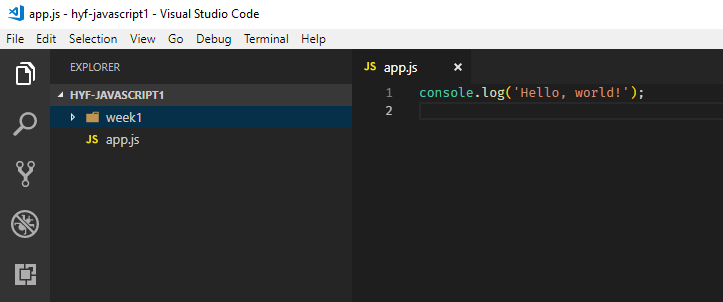 app.js - hyf-javascript1 - Visual Studio Code
File Edit Selection View Go Debug Terminal Help
EXPLORER
HYF-JAVASCRIPT1
week1
JS app.js
JS app.js ×
1 console.log('Hello, world!');
2